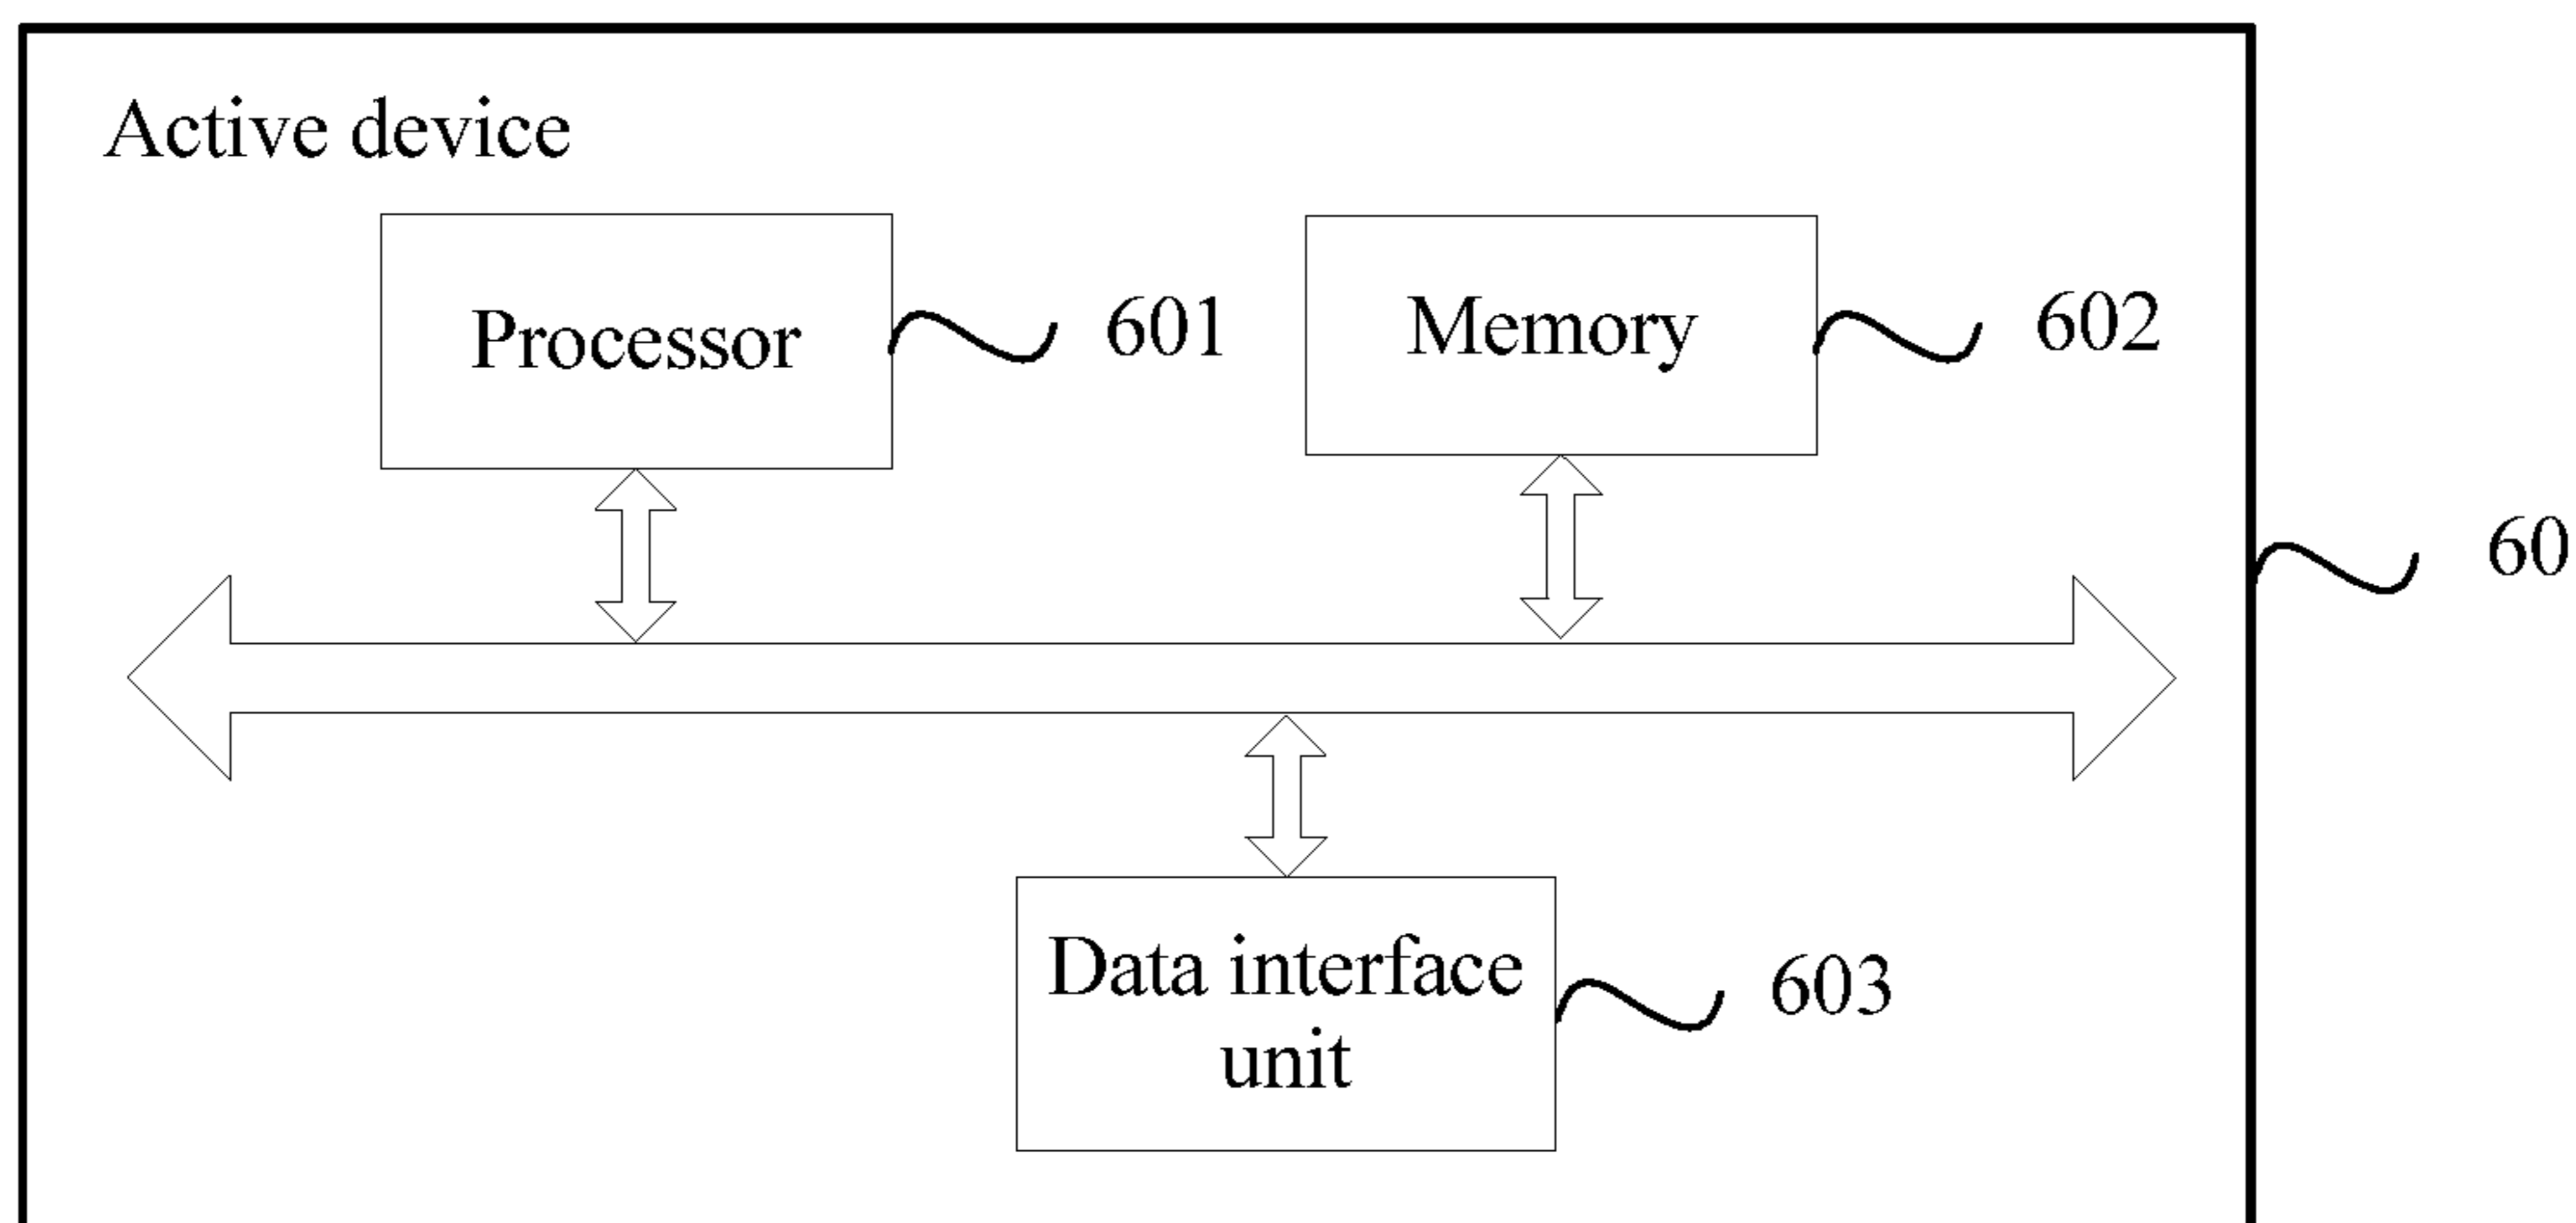 Active device
Processor
601
Memory
602
60
Data interface
unit
603